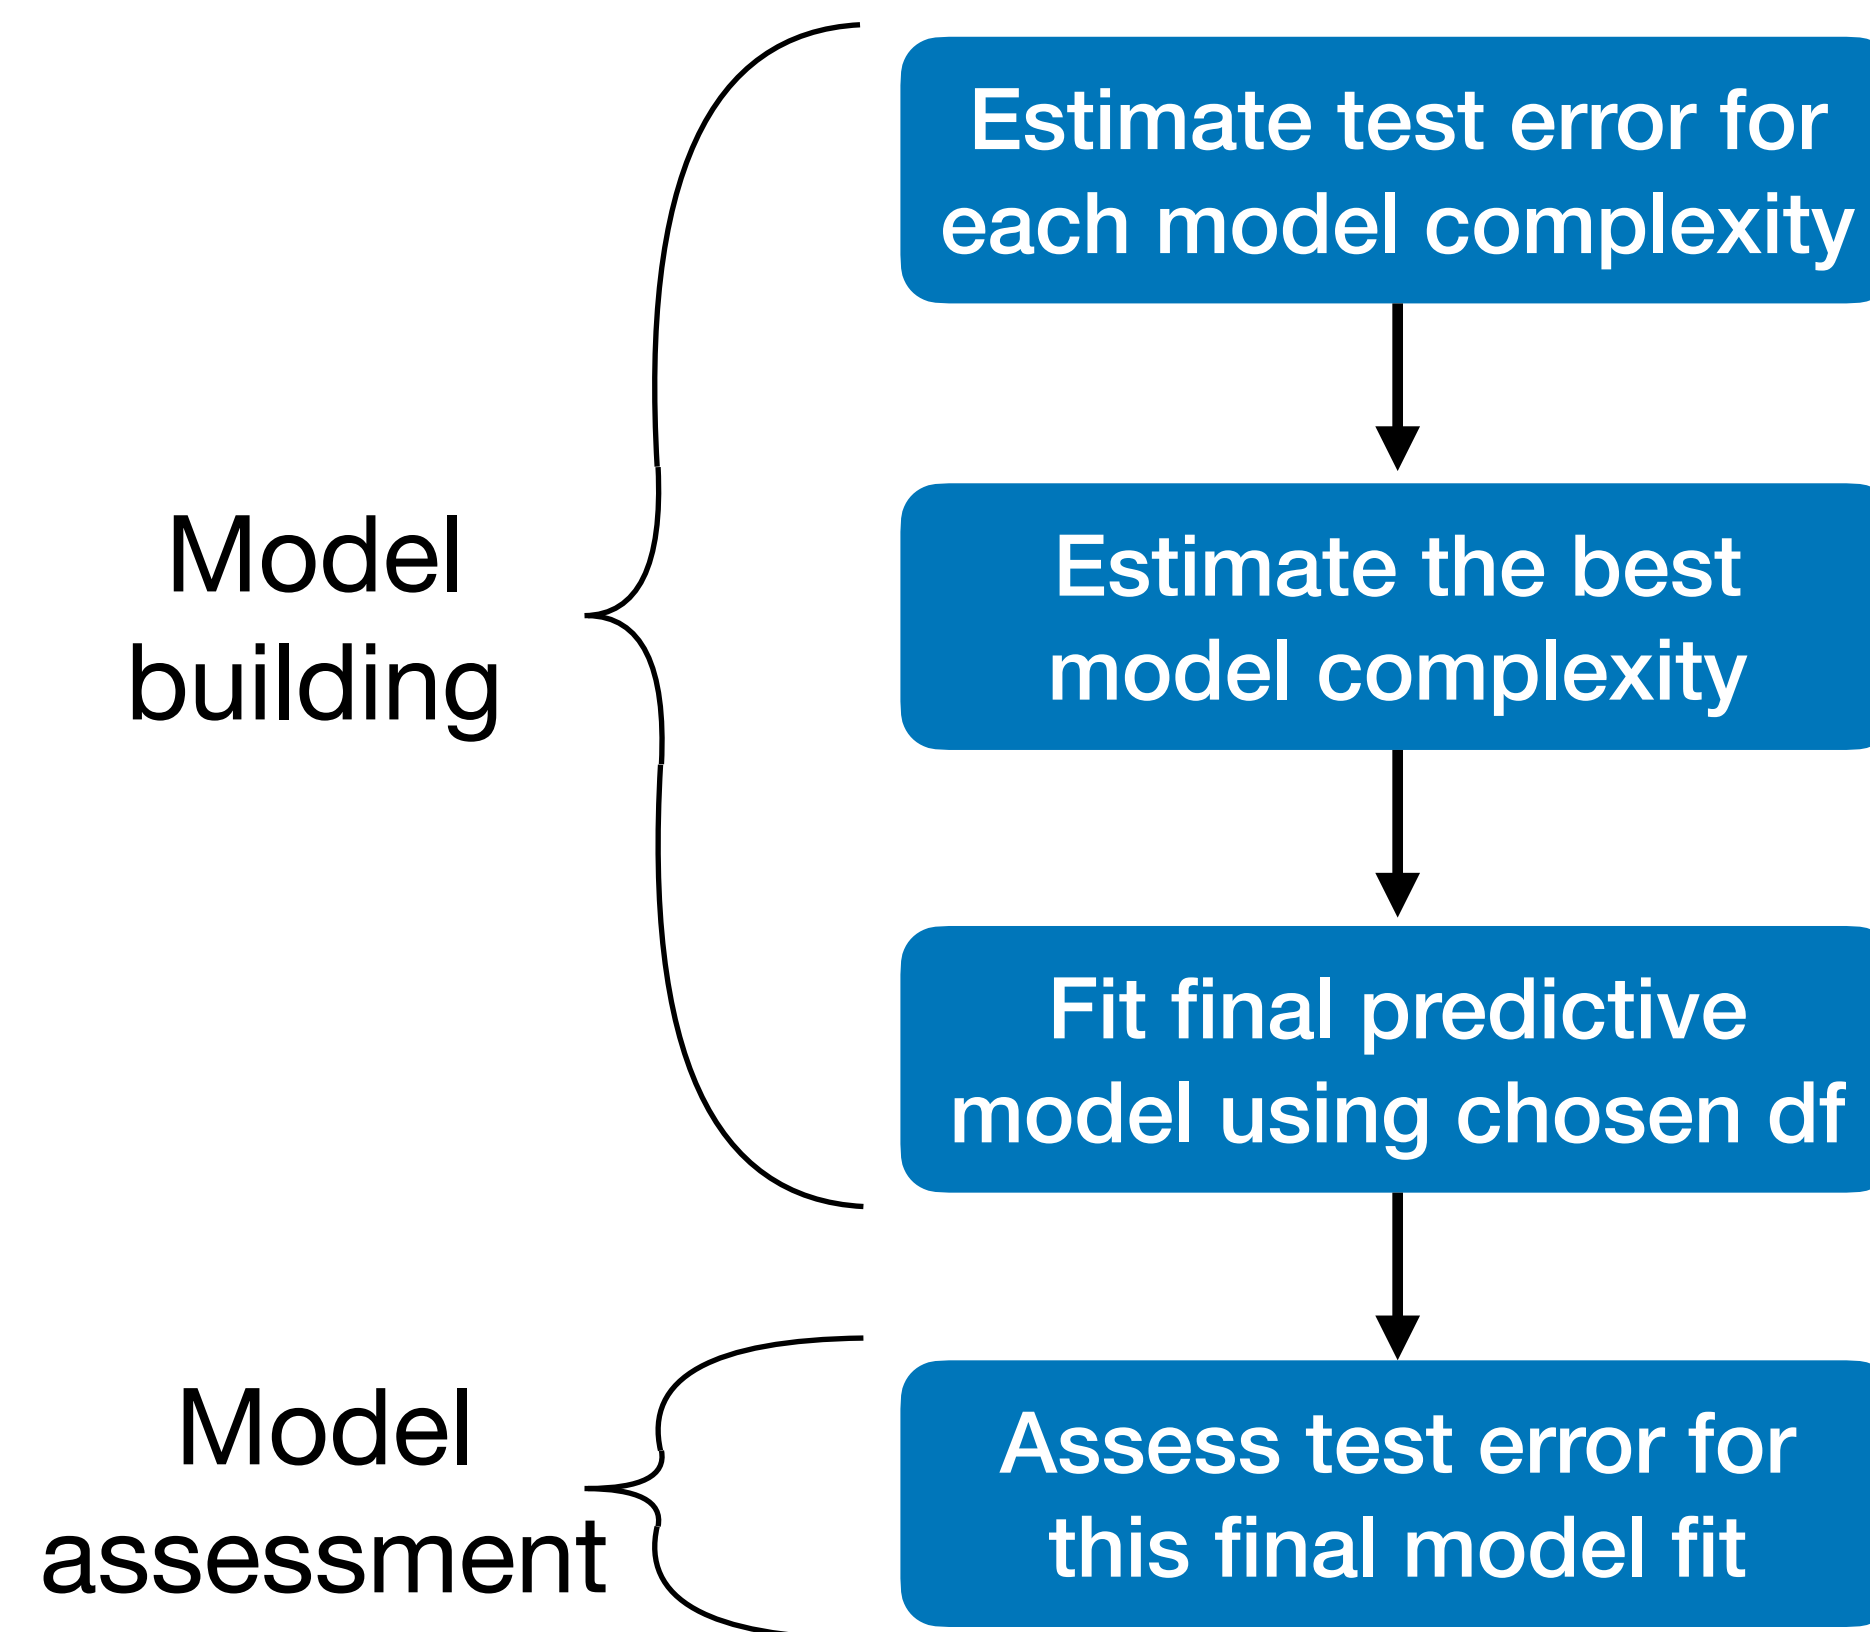 Estimate test error for
each model complexity
Model
building
Estimate the best
model complexity
Fit final predictive
model using chosen df
Model
assessment
Assess test error for
this final model fit